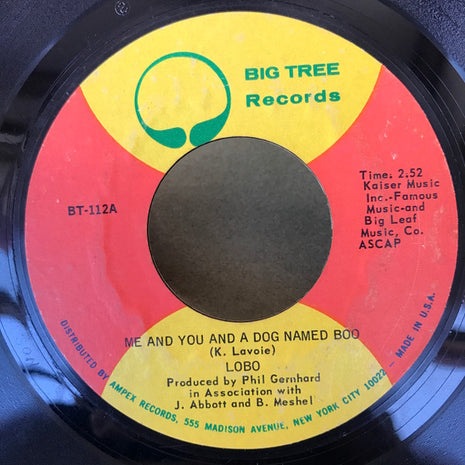 BIG TREE
Records
Time: 2.52
Kaiser Music
Inc.-Famous
Music-and
Big Leaf
Music, Co.
ASCAP
BT-112A
ME AND YOU AND A DOG NAMED BOO
(K. Lavoie)
LOBO
Produced by Phil Gernhard
in Association with
J. Abbott and B. Meshel
DISTRIBUTED BY AMPEX RECORDS, 555 MADISON AVENUE, NEW YORK CITY 10022 — MADE IN U.S.A.